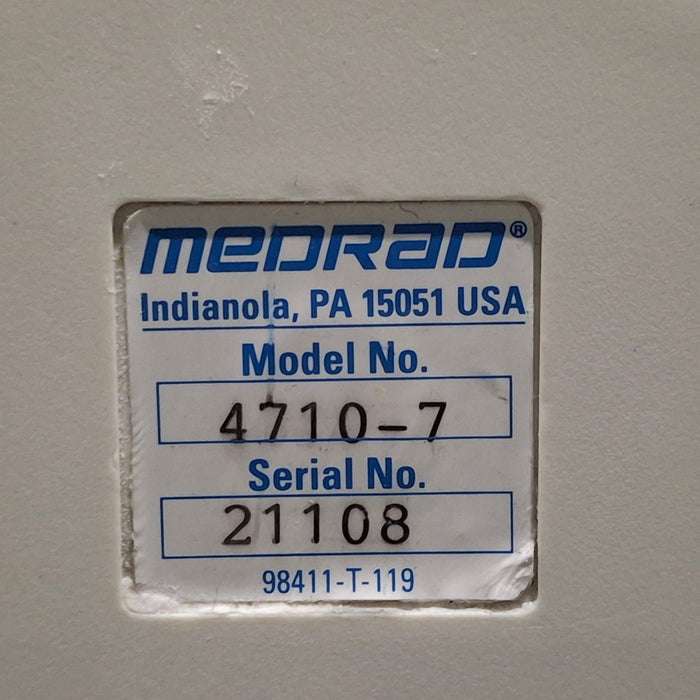 MEDRAD®
Indianola, PA 15051 USA
Model No.
4710-7
Serial No.
21108
98411-T-119